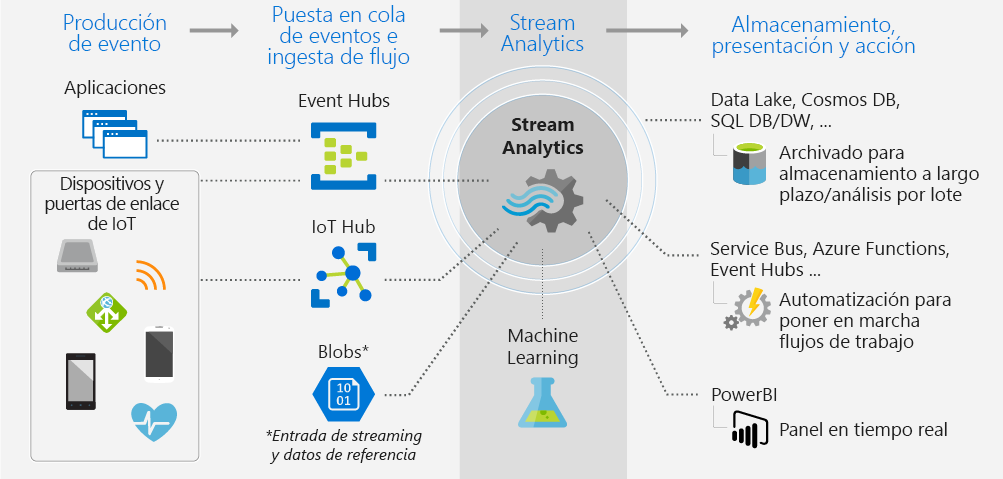 Producción
de evento
Puesta en cola
de eventos e
ingesta de flujo
Stream
Analytics
Almacenamiento,
presentación y acción
Aplicaciones
Dispositivos y
puertas de enlace
de IoT
Event Hubs
IoT Hub
Blobs*
10
01
*Entrada de streaming
y datos de referencia
Stream
Analytics
Machine
Learning
Data Lake, Cosmos DB,
SQL DB/DW, ...
Archivado para
almacenamiento a largo
plazo/análisis por lote
Service Bus, Azure Functions,
Event Hubs ...
Automatización para
poner en marcha
flujos de trabajo
PowerBI
Panel en tiempo real